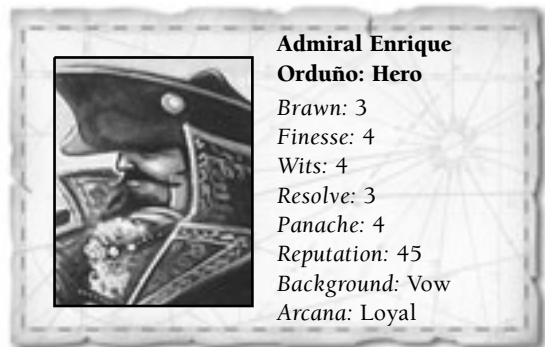 Admiral Enrique
Orduño: Hero
Brawn: 3
Finesse: 4
Wits: 4
Resolve: 3
Panache: 4
Reputation: 45
Background: Vow
Arcana: Loyal